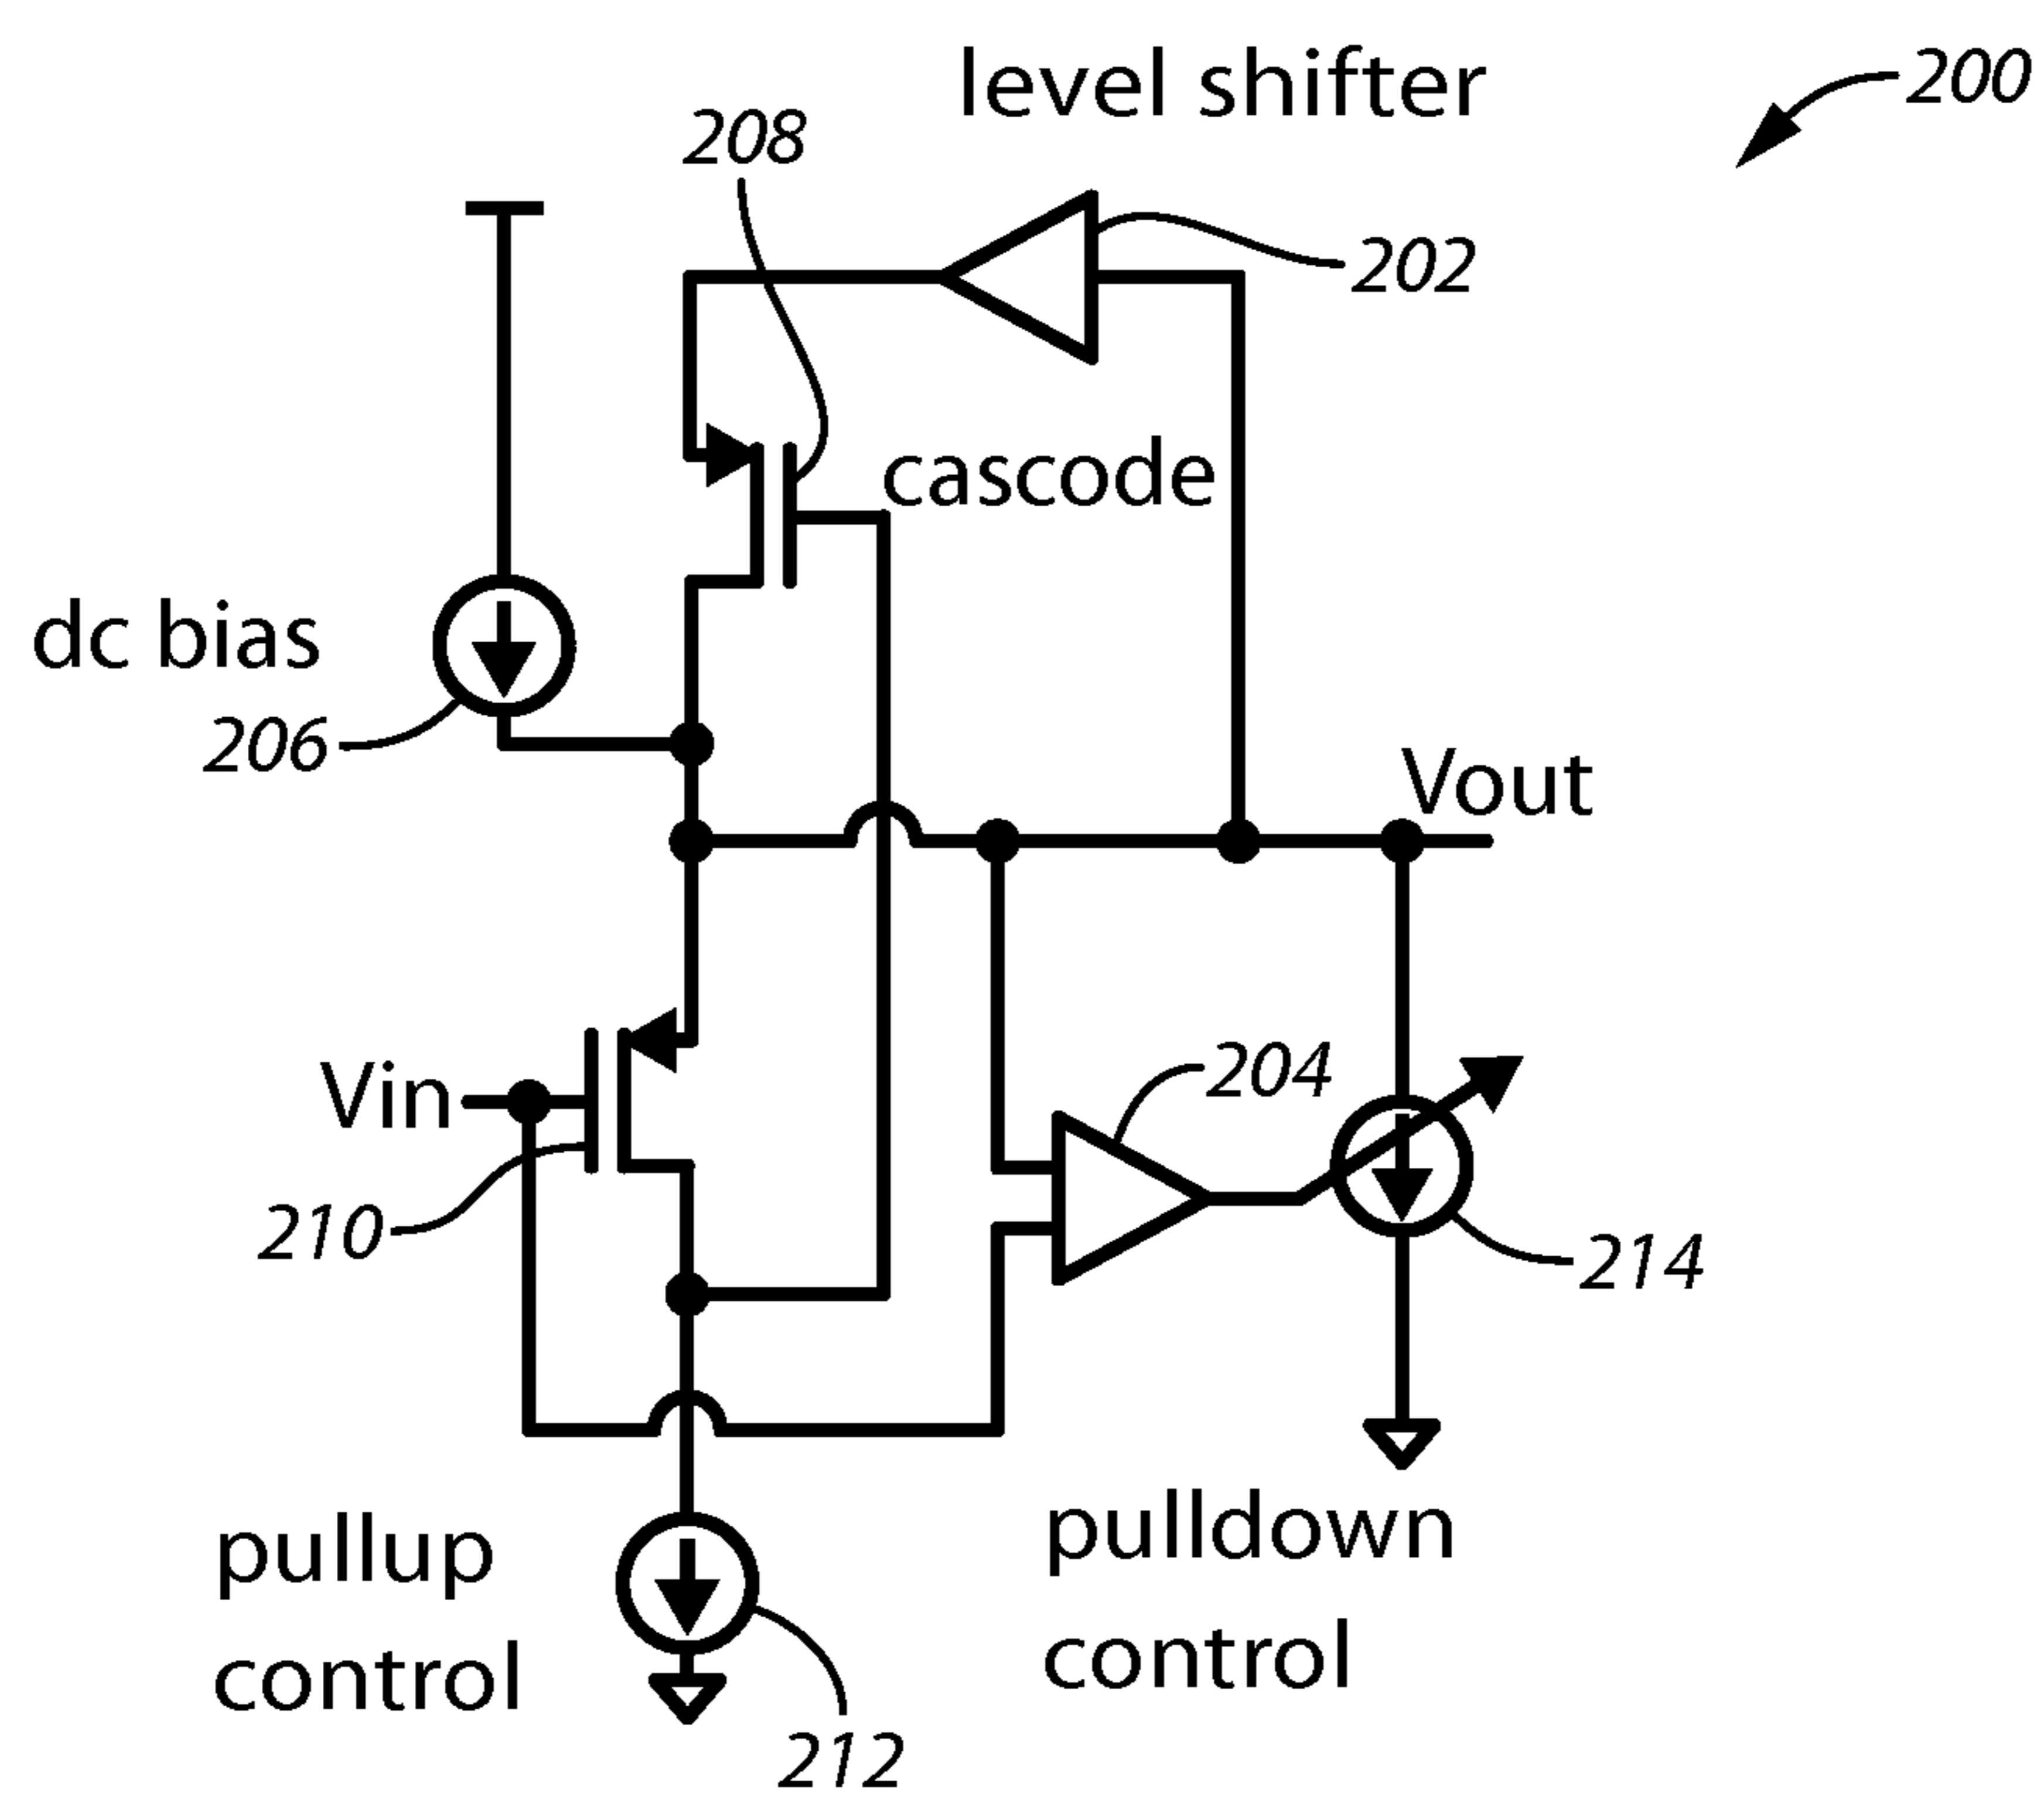 level shifter
200
208
202
cascode
dc bias
206
Vout
Vin
204
210
214
pullup
control
pulldown
control
212